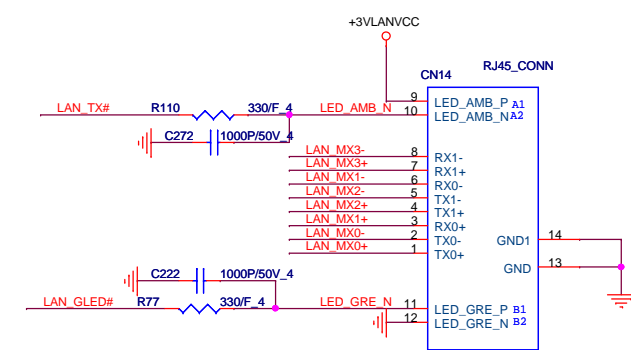 +3VLANVCC
RJ45_CONN
CN14
LAN_TX# R110 330/F_4 LED_AMB_N 9 LED_AMB_P A1
10 LED_AMB_N A2
C272 1000P/50V_4
LAN_MX3- 8 RX1-
LAN_MX3+ 7 RX1+
LAN_MX1- 6 RX0-
LAN_MX2- 5 TX1-
LAN_MX2+ 4 TX1+
LAN_MX1+ 3 RX0+
LAN_MX0- 2 TX0- GND1 14
LAN_MX0+ 1 TX0+
GND 13
C222 1000P/50V_4
LAN_GLED# R77 330/F_4 LED_GRE_N 11 LED_GRE_P B1
12 LED_GRE_N B2